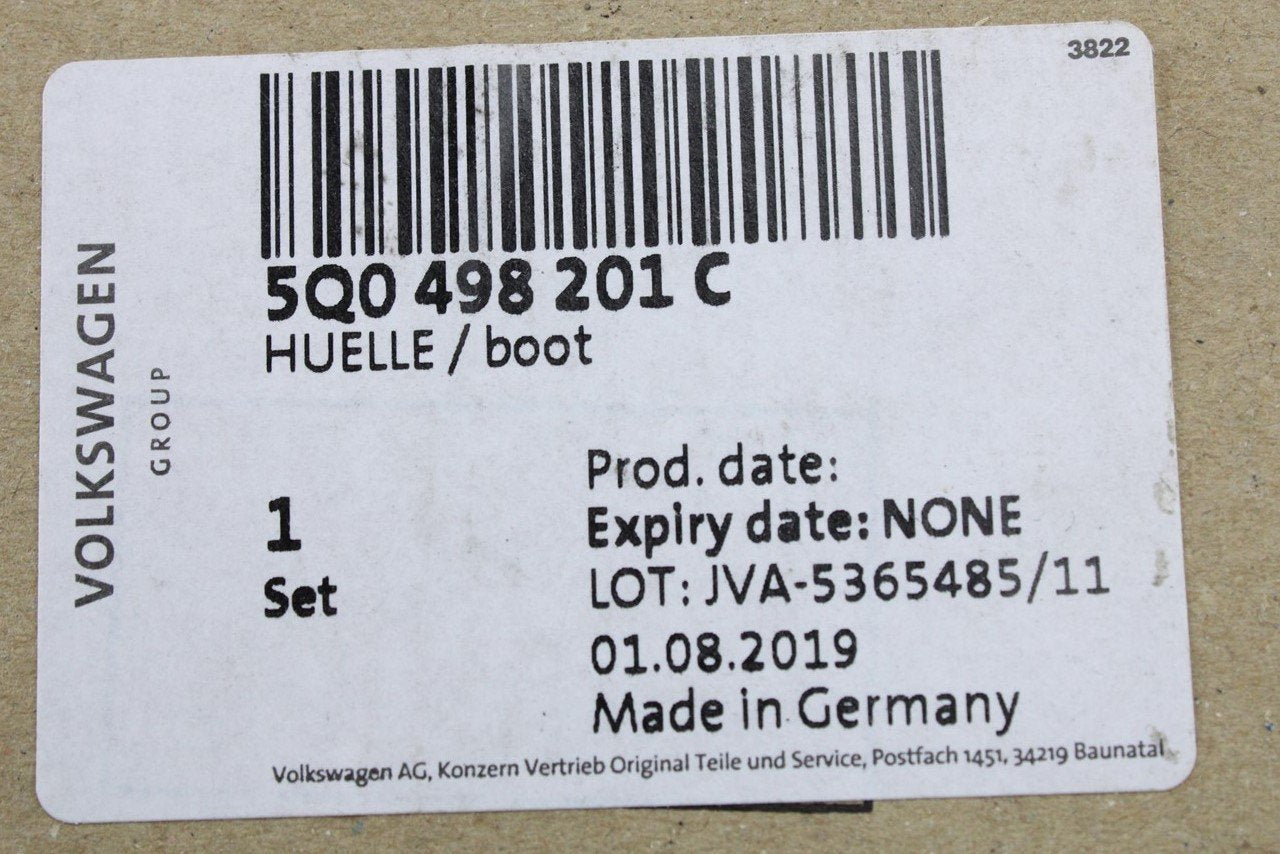 3822
VOLKSWAGEN
GROUP
5Q0 498 201 C
HUELLE / boot
1
Set
Prod. date:
Expiry date: NONE
LOT: JVA-5365485/11
01.08.2019
Made in Germany
Volkswagen AG, Konzern Vertrieb Original Teile und Service, Postfach 1451, 34219 Baunatal